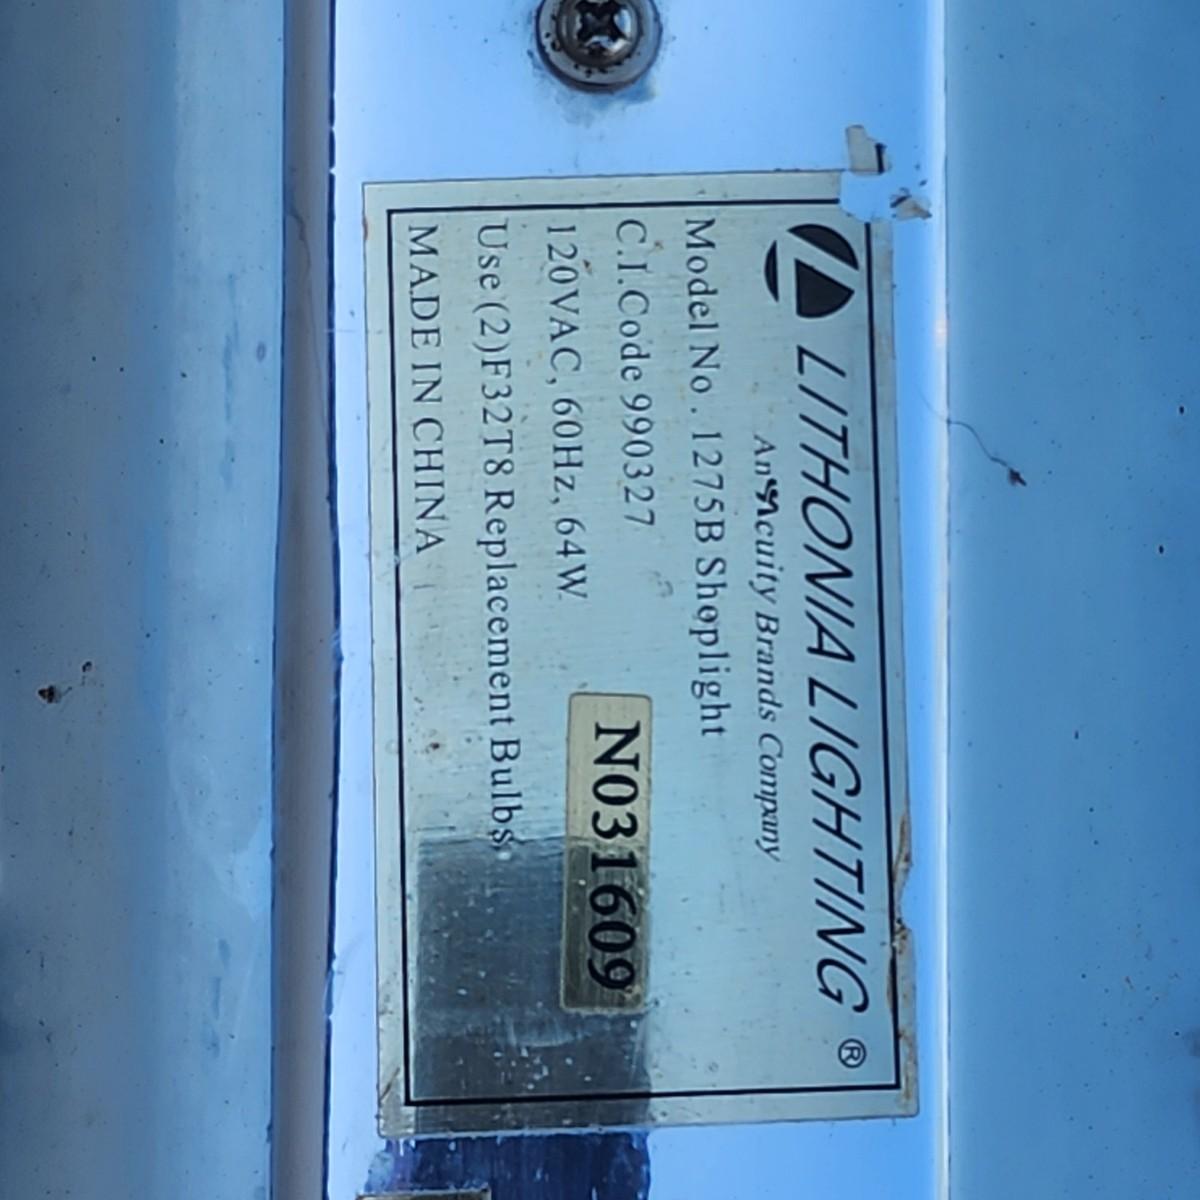 LITHONIA LIGHTING ®
An Acuity Brands Company
Model No. 1275B Shoplight
C.I.Code 990327
120VAC, 60Hz, 64W
N031609
Use (2)F32T8 Replacement Bulbs
MADE IN CHINA